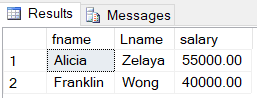 Results Messages
fname Lname salary
1 Alicia Zelaya 55000.00
2 Franklin Wong 40000.00